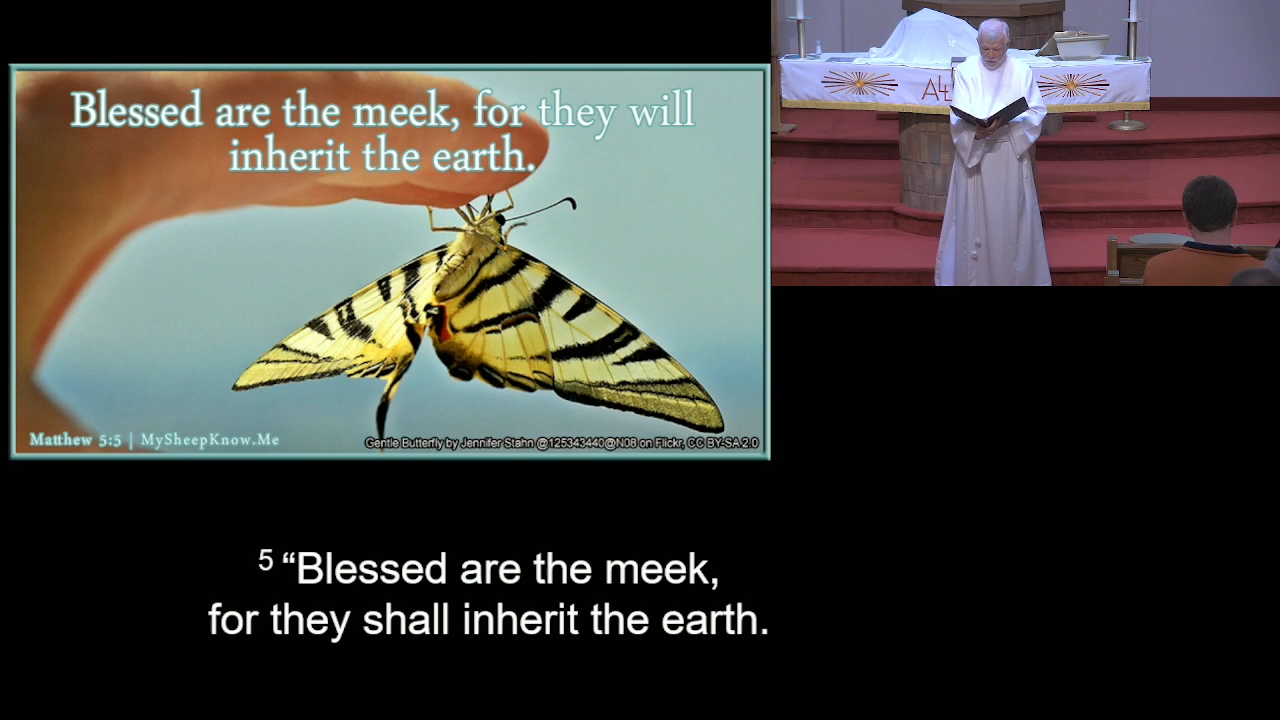 Blessed are the meek, for they will
inherit the earth.
Matthew 5:5 | MySheepKnow.Me
Gentle Butterfly by Jennifer Stahn @125343440@N08 on Flickr, CC BY-SA 2.0
5 “Blessed are the meek,
for they shall inherit the earth.